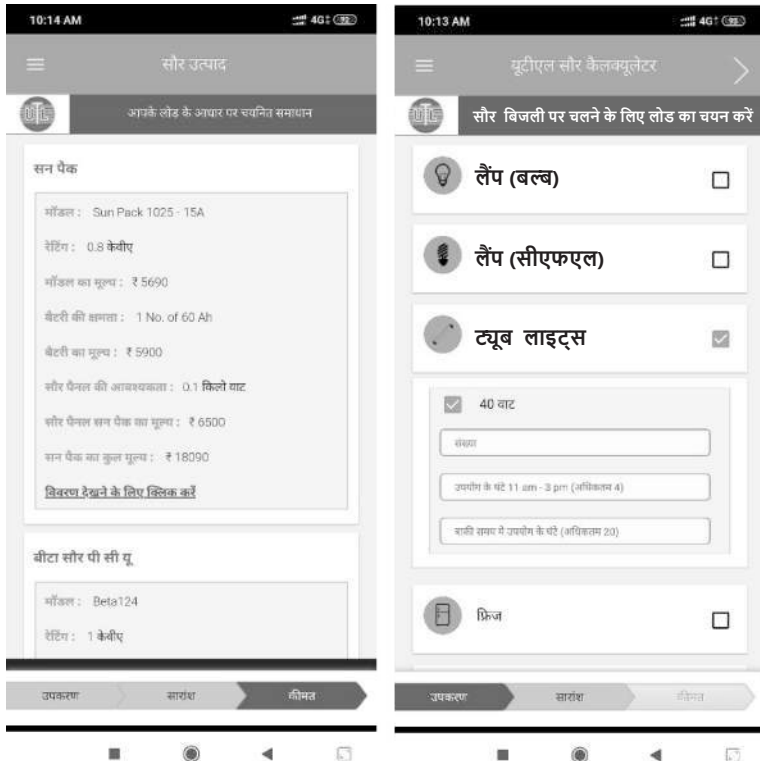 10:14 AM
4G
92
सौर उत्पाद
UTL
आपके लोड के आधार पर चयनित समाधान
सन पैक
मॉडल : Sun Pack 1025 - 15A
रेटिंग : 0.8 केवीए
मॉडल का मूल्य : ₹ 5690
बैटरी की क्षमता : 1 No. of 60 Ah
बैटरी का मूल्य : ₹ 5900
सौर पैनल की आवश्यकता : 0.1 किलो वाट
सौर पैनल सन पैक का मूल्य : ₹ 6500
सन पैक का कुल मूल्य : ₹ 18090
विवरण देखने के लिए क्लिक करें
बीटा सौर पी सी यू
मॉडल : Beta124
रेटिंग : 1 केवीए
उपकरण
सारांश
कीमत
10:13 AM
4G
92
यूटीएल सौर कैलक्यूलेटर
UTL
सौर बिजली पर चलने के लिए लोड का चयन करें
लैंप (बल्ब)
लैंप (सीएफएल)
ट्यूब लाइट्स
40 वाट
संख्या
उपयोग के घंटे 11 am - 3 pm (अधिकतम 4)
बाकी समय मे उपयोग के घंटे (अधिकतम 20)
फ्रिज
उपकरण
सारांश
कीमत